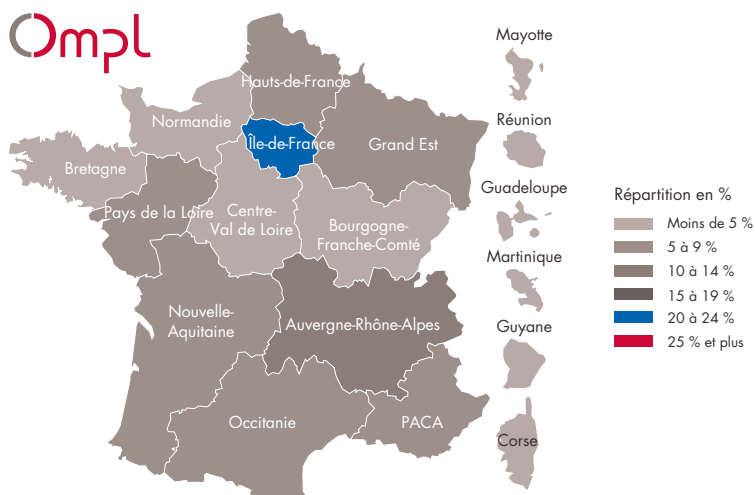 Ompl
Mayotte
Hauts-de-France
Normandie
Réunion
Île-de-France
Grand Est
Bretagne
Guadeloupe
Répartition en %
Pays de la Loire
Centre-
Val de Loire
Bourgogne-
Franche-Comté
Moins de 5 %
5 à 9 %
10 à 14 %
15 à 19 %
20 à 24 %
25 % et plus
Martinique
Nouvelle-
Aquitaine
Auvergne-Rhône-Alpes
Guyane
Occitanie
PACA
Corse